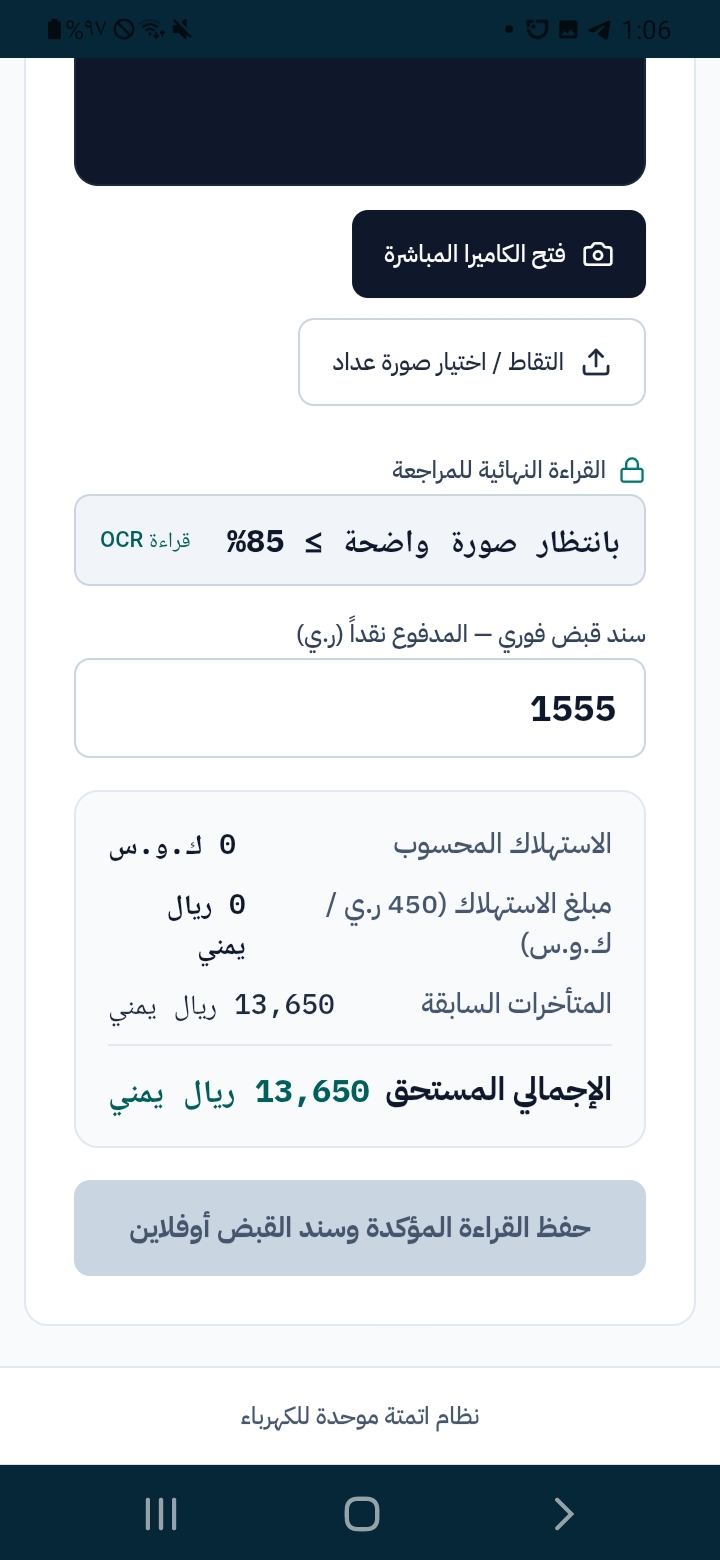 1:06
%٩٧
فتح الكاميرا المباشرة
التقاط / اختيار صورة عداد
القراءة النهائية للمراجعة
بانتظار صورة واضحة ≥ 85%
قراءة OCR
سند قبض فوري — المدفوع نقداً (ر.ي)
1555
الاستهلاك المحسوب 0 ك.و.س
مبلغ الاستهلاك (450 ر.ي / ك.و.س) 0 ريال يمني
المتأخرات السابقة 13,650 ريال يمني
الإجمالي المستحق 13,650 ريال يمني
حفظ القراءة المؤكدة وسند القبض أوفلاين
نظام اتمتة موحدة للكهرباء